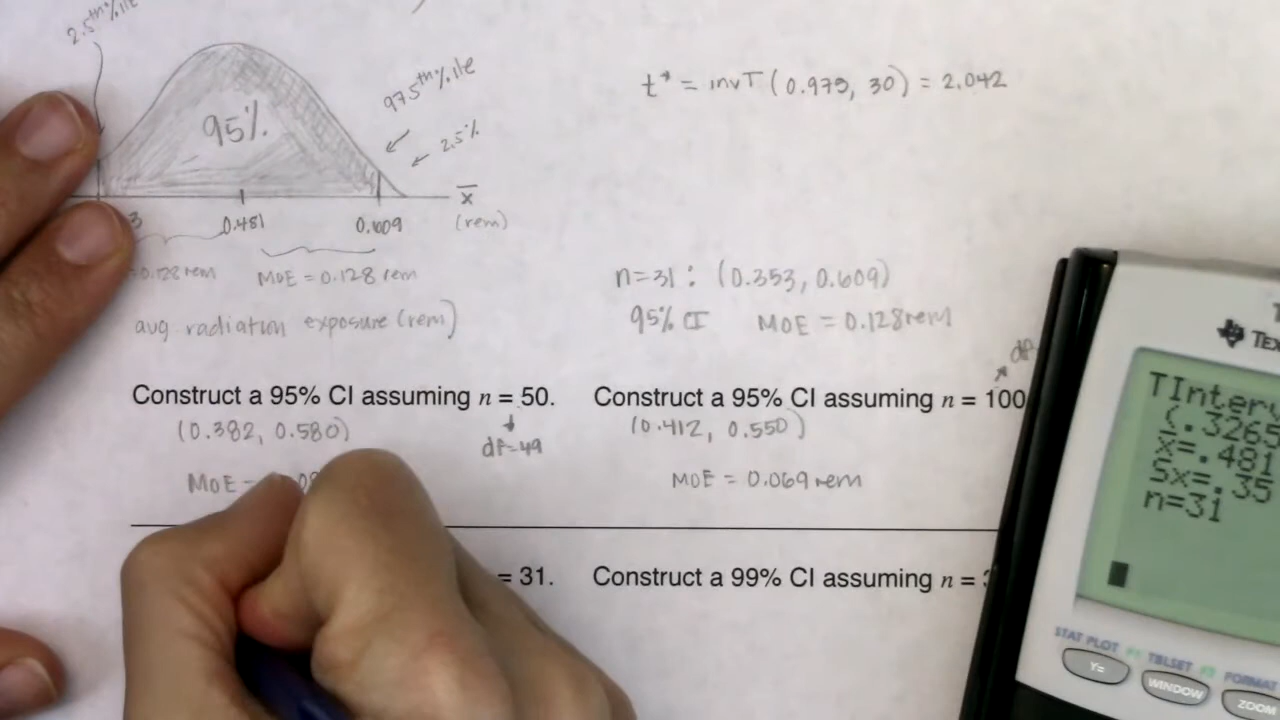 2.5th%ile
97.5th%ile
95%
2.5%
t* = invT (0.975, 30) = 2.042
x̄
0.481
0.609
(rem)
0.128 rem
MoE = 0.128 rem
n=31 : (0.353, 0.609)
avg radiation exposure (rem)
95% CI MOE = 0.128 rem
df
Construct a 95% CI assuming n = 50.
Construct a 95% CI assuming n = 100
(0.382, 0.580)
df=49
(0.412, 0.550)
MoE =
MOE = 0.069 rem
= 31.
Construct a 99% CI assuming n =
TEX
TInterv
(.3265
x̄=.481
Sx=.35
n=31
STAT PLOT F1
TBLSET F2
FORMAT
Y=
WINDOW
ZOOM